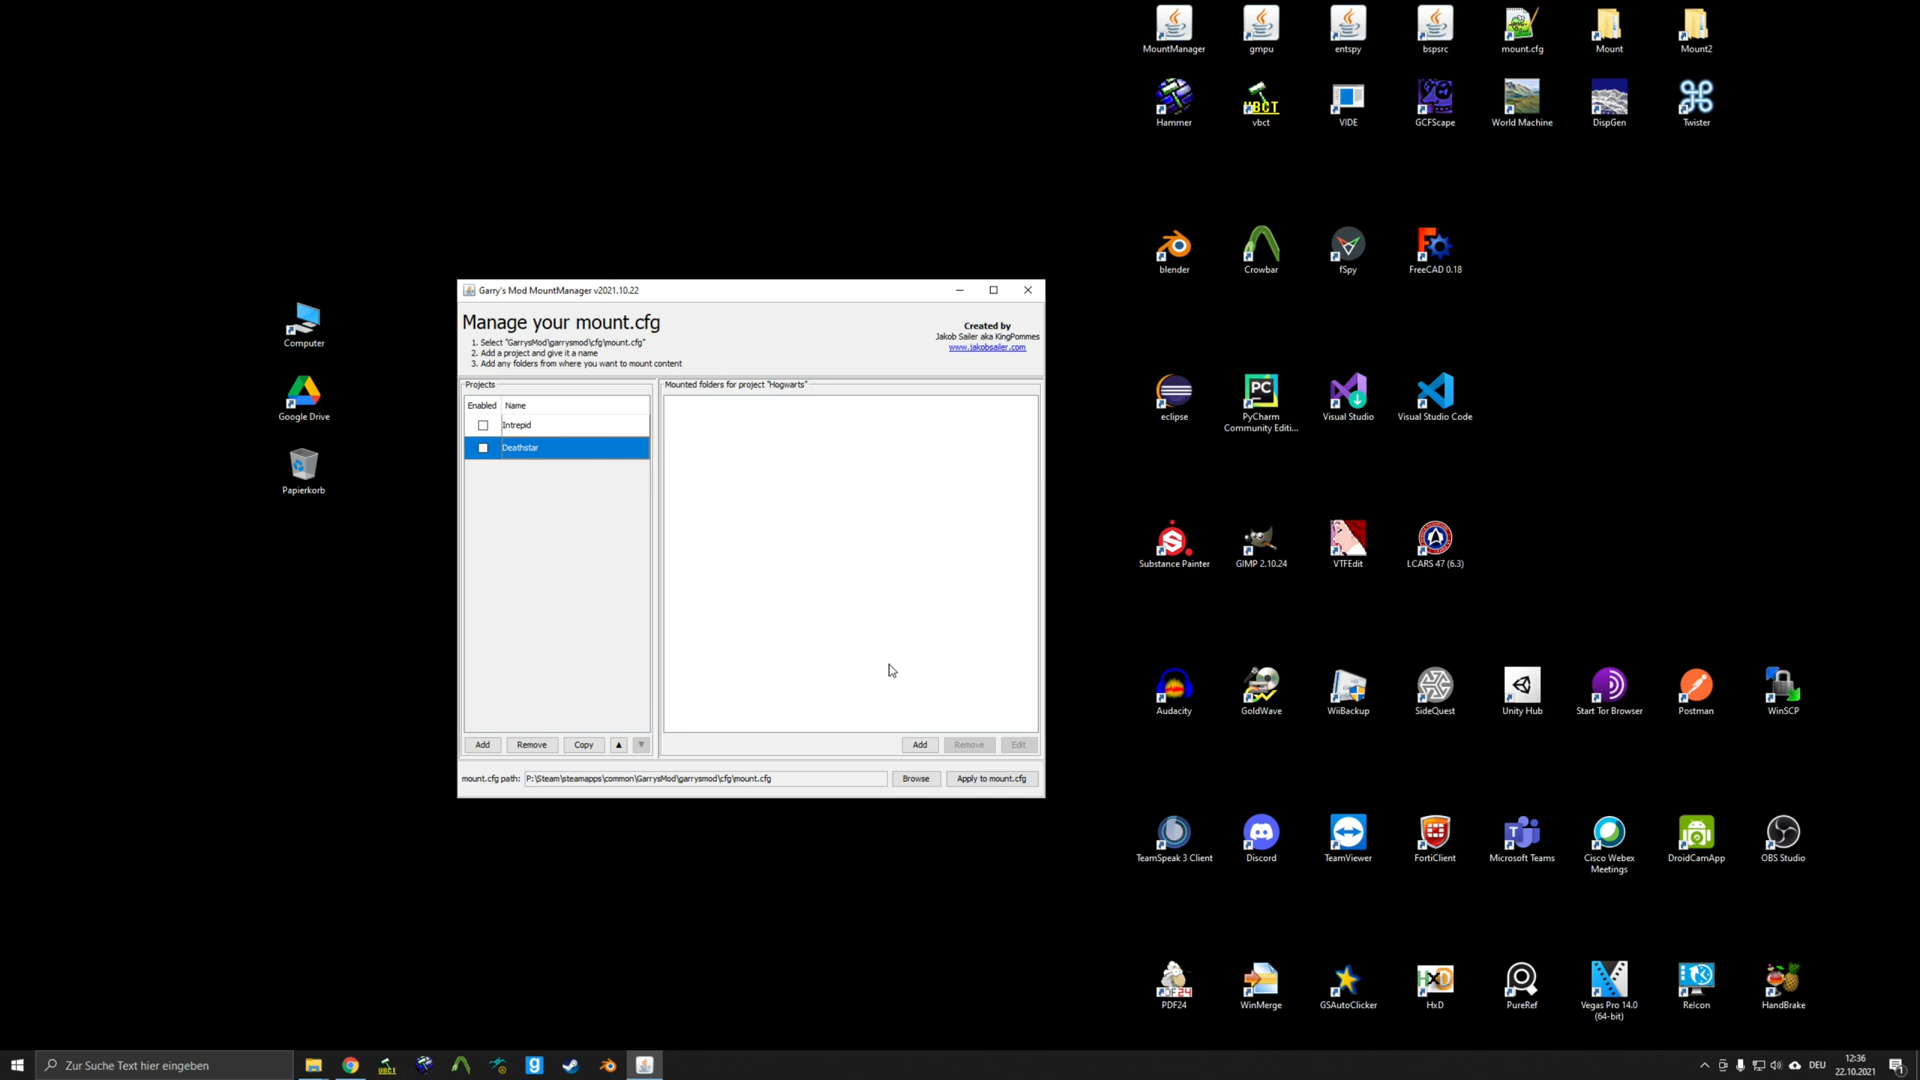 MountManager
gmpu
entspy
bspsrc
mount.cfg
Mount
Mount2
Hammer
VBCT
vbct
VIDE
GCFScape
World Machine
DispGen
Twister
blender
Crowbar
fSpy
FreeCAD 0.18
Computer
Google Drive
Papierkorb
Garry's Mod MountManager v2021.10.22
Manage your mount.cfg
1. Select "GarrysMod\garrysmod\cfg\mount.cfg"
2. Add a project and give it a name
3. Add any folders from where you want to mount content
Created by
Jakob Sailer aka KingPommes
www.jakobsailer.com
Projects
Mounted folders for project "Hogwarts"
Enabled Name
Intrepid
Deathstar
Add Remove Copy ▲ ▼
Add Remove Edit
mount.cfg path: P:\Steam\steamapps\common\GarrysMod\garrysmod\cfg\mount.cfg Browse Apply to mount.cfg
eclipse
PC
PyCharm
Community Editi...
Visual Studio
Visual Studio Code
Substance Painter
GIMP 2.10.24
VTFEdit
LCARS 47 (6.3)
Audacity
GoldWave
WiiBackup
SideQuest
Unity Hub
Start Tor Browser
Postman
WinSCP
TeamSpeak 3 Client
Discord
TeamViewer
FortiClient
Microsoft Teams
Cisco Webex
Meetings
DroidCamApp
OBS Studio
PDF24
PDF24
WinMerge
GSAutoClicker
HxD
HxD
PureRef
Vegas Pro 14.0
(64-bit)
Relcon
HandBrake
Zur Suche Text hier eingeben
VBCT
DEU
12:36
22.10.2021